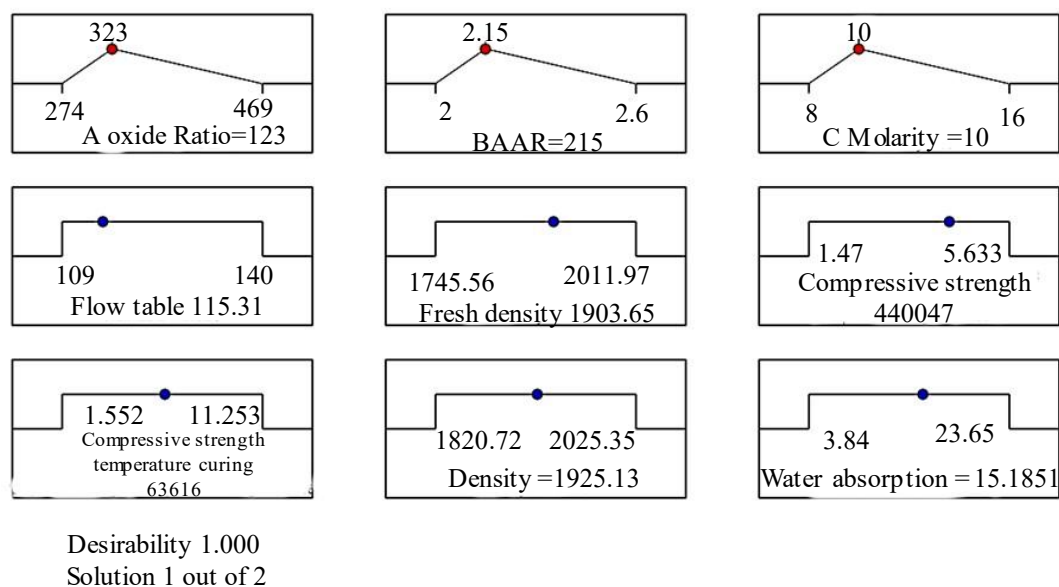 323
274
469
A oxide Ratio=123
2.15
2
2.6
BAAR=215
10
8
16
C Molarity =10
109
140
Flow table 115.31
1745.56
2011.97
Fresh density 1903.65
1.47
5.633
Compressive strength
440047
1.552
11.253
Compressive strength
temperature curing
63616
1820.72
2025.35
Density =1925.13
3.84
23.65
Water absorption = 15.1851
Desirability 1.000
Solution 1 out of 2